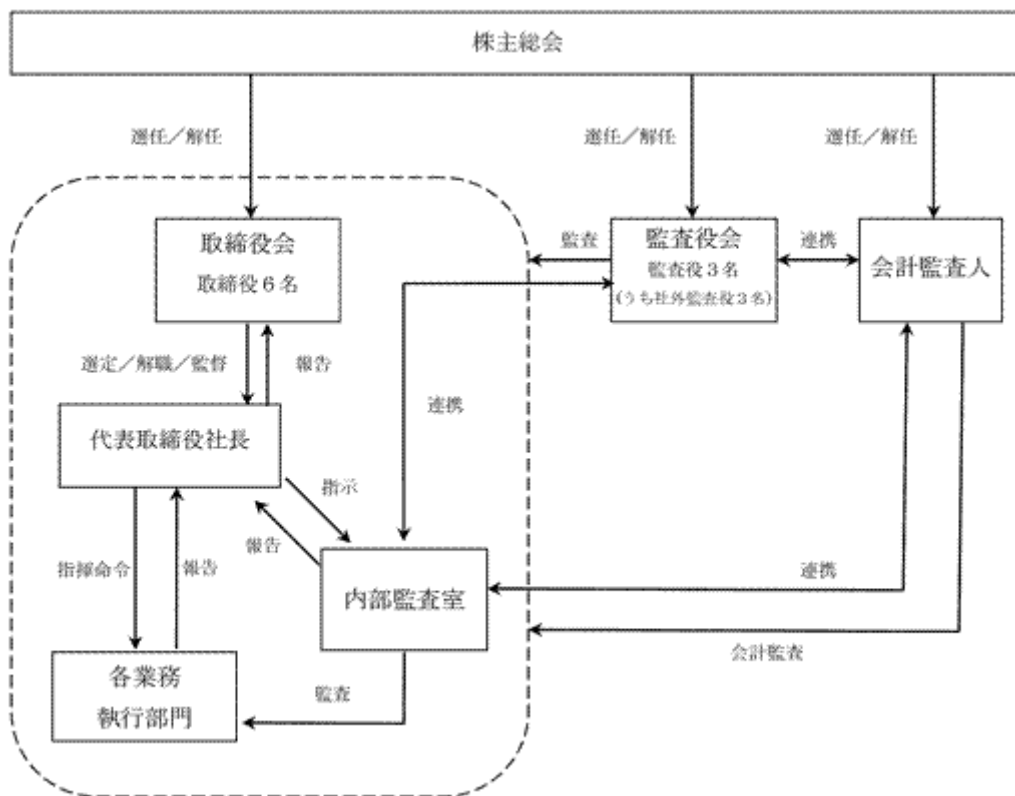 株主総会
選任／解任
選任／解任
選任／解任
取締役会
取締役６名
監査
監査役会
監査役３名
(うち社外監査役３名)
連携
会計監査人
選定／解職／監督
報告
連携
代表取締役社長
指示
報告
指揮命令
報告
内部監査室
連携
会計監査
各業務
執行部門
監査